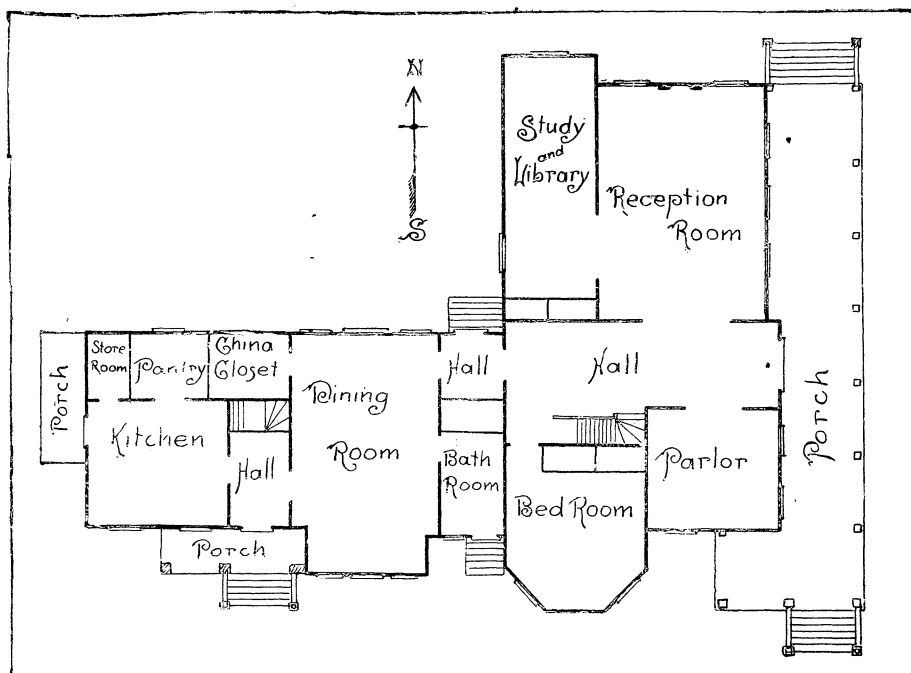 N
S
Study
and
Library
Reception
Room
Store
Room
Pantry
China
Closet
Hall
Hall
Dining
Room
Porch
Kitchen
Hall
Bath
Room
Parlor
Porch
Bed Room
Porch